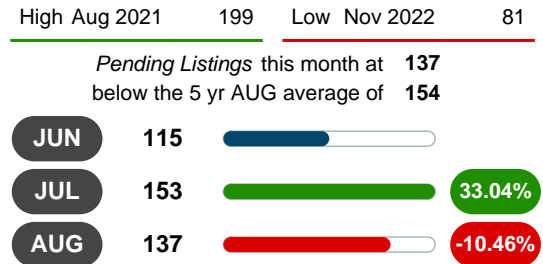 High Aug 2021 199 Low Nov 2022 81
Pending Listings this month at 137
below the 5 yr AUG average of 154
JUN 115
JUL 153 33.04%
AUG 137 -10.46%